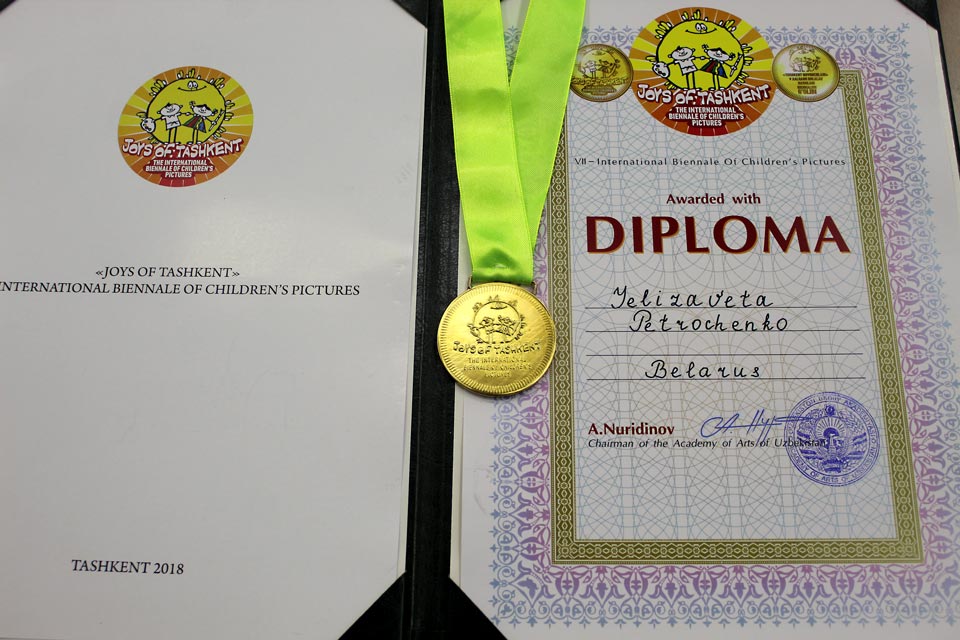 JOYS OF TASHKENT
THE INTERNATIONAL
BIENNALE OF CHILDREN'S
PICTURES
«JOYS OF TASHKENT»
INTERNATIONAL BIENNALE OF CHILDREN'S PICTURES
TASHKENT 2018
JOYS OF TASHKENT
THE INTERNATIONAL
BIENNALE OF CHILDREN'S
PICTURES
JOYS OF TASHKENT
THE INTERNATIONAL
BIENNALE OF CHILDREN'S
PICTURES
VII-International Biennale Of Children's Pictures
Awarded with
DIPLOMA
Yelizaveta
Petrochenko
Belarus
A.Nuridinov
Chairman of the Academy of Arts of Uzbekistan